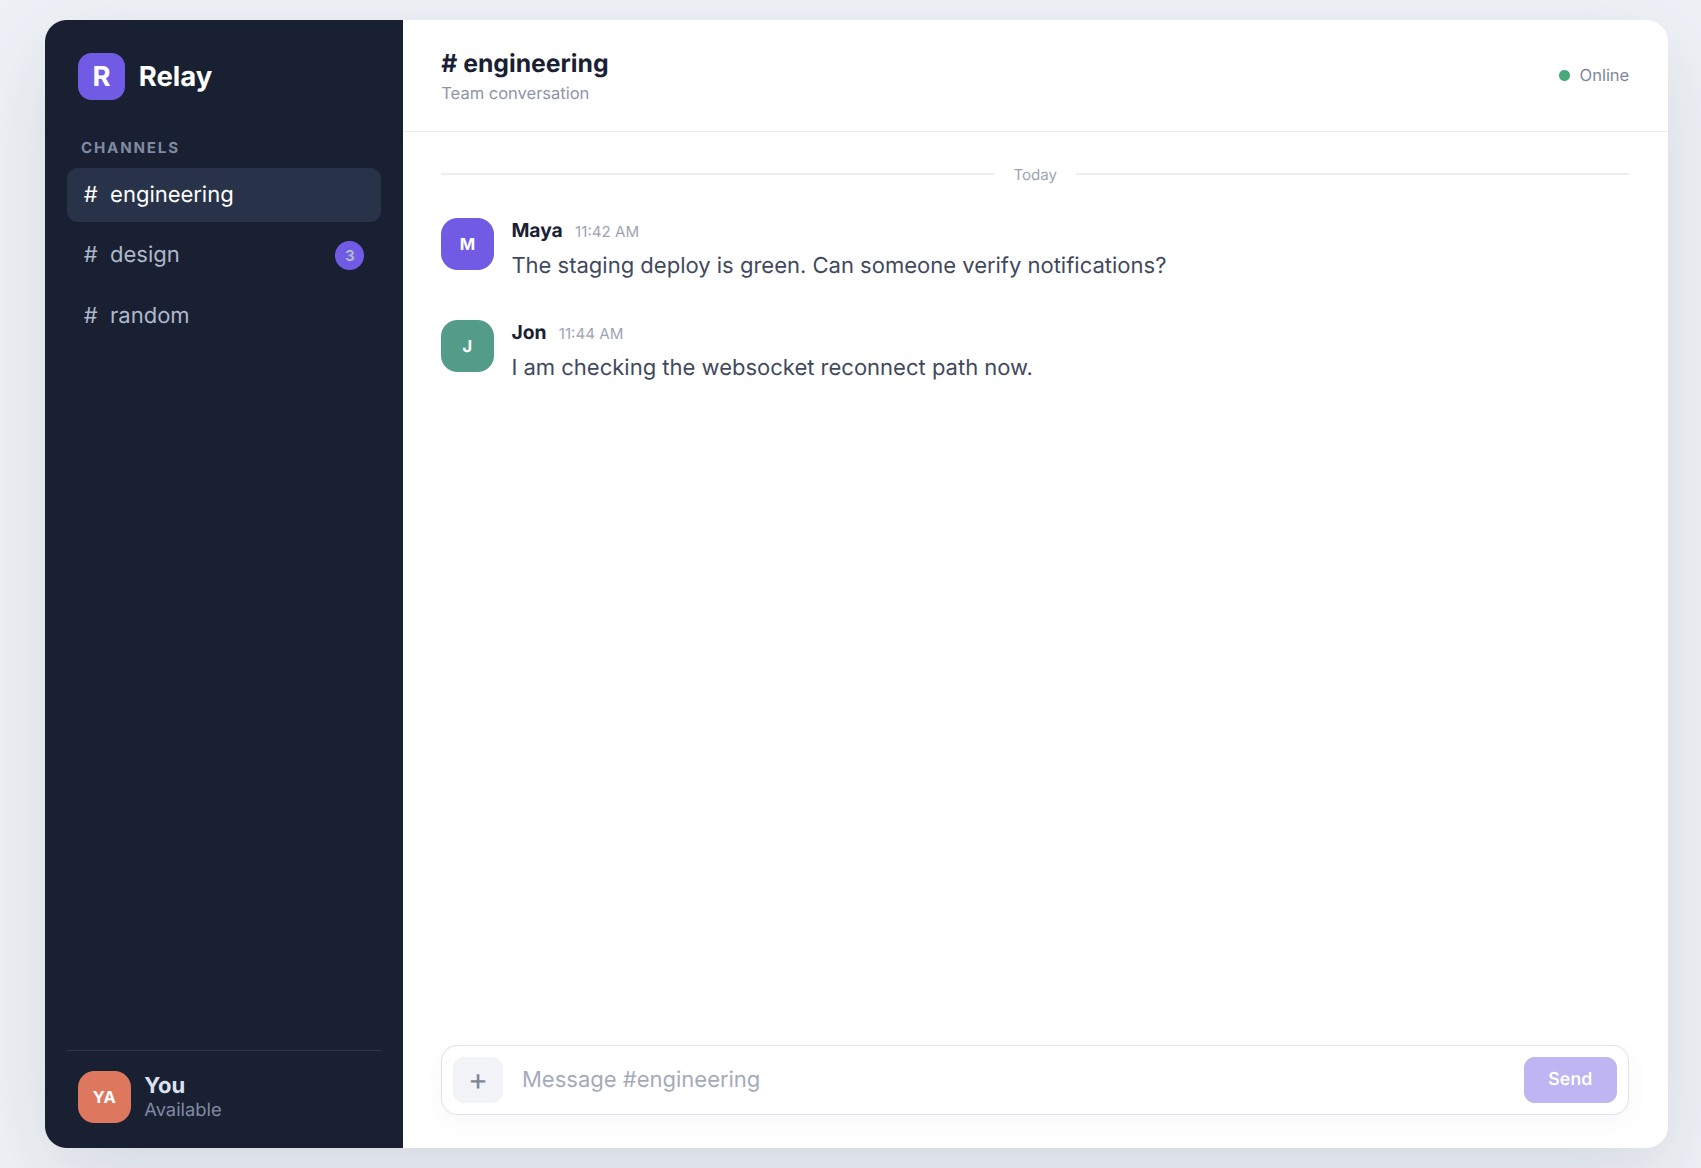 R Relay
CHANNELS
# engineering
# design 3
# random
YA You
Available
# engineering
Team conversation
Online
Today
M Maya 11:42 AM
The staging deploy is green. Can someone verify notifications?
J Jon 11:44 AM
I am checking the websocket reconnect path now.
+ Message #engineering Send